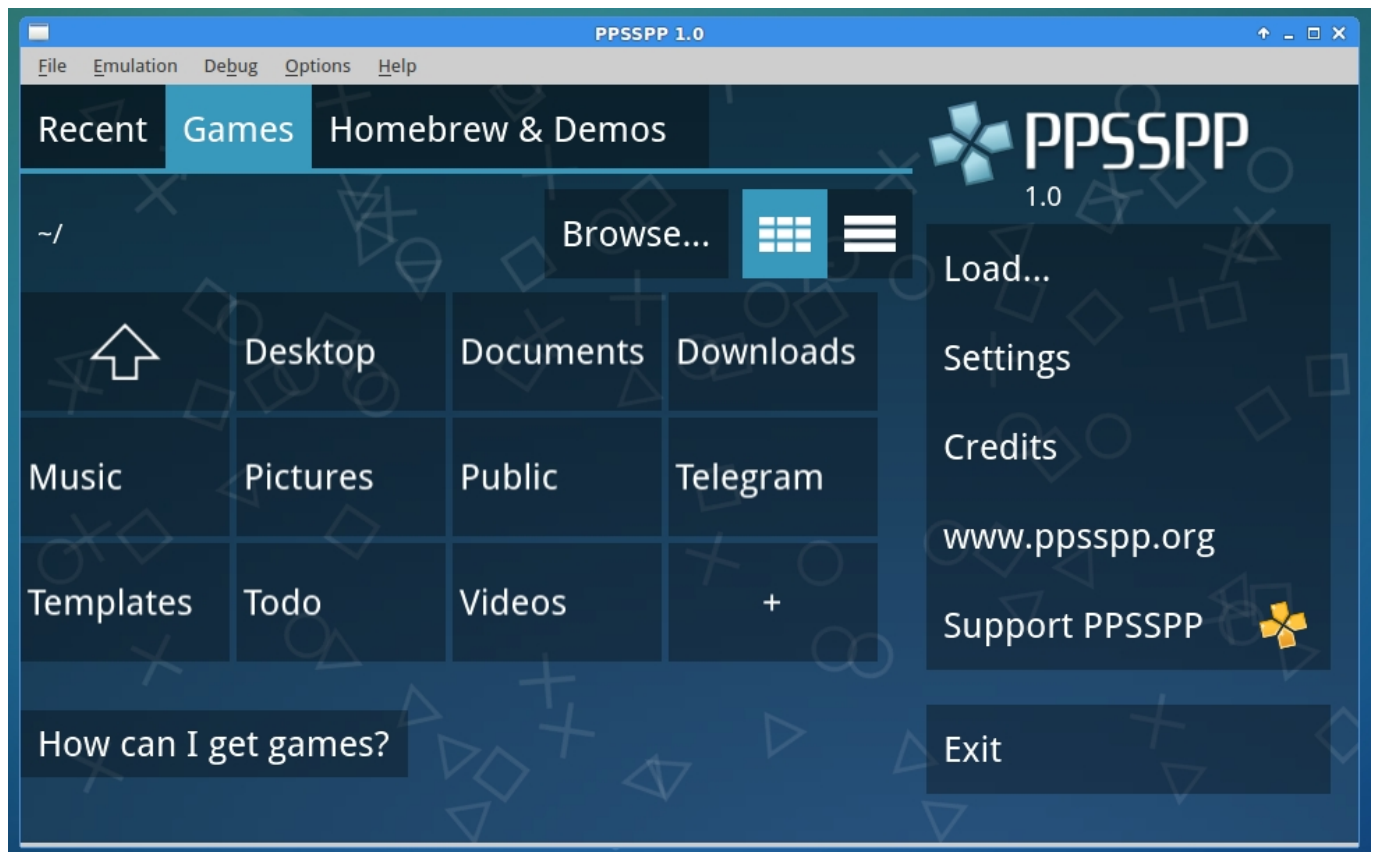 PPSSPP 1.0
File Emulation Debug Options Help
Recent Games Homebrew & Demos
PPSSPP
1.0
~/ Browse...
Load...
Settings
Credits
www.ppsspp.org
Support PPSSPP
Exit
Desktop Documents Downloads
Music Pictures Public Telegram
Templates Todo Videos +
How can I get games?